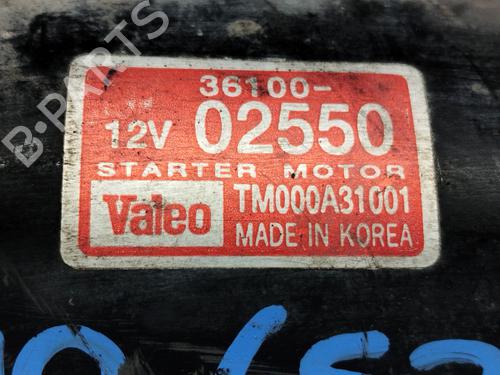 B-PARTS
36100-
12V 02550
STARTER MOTOR
Valeo TM000A31001
MADE IN KOREA